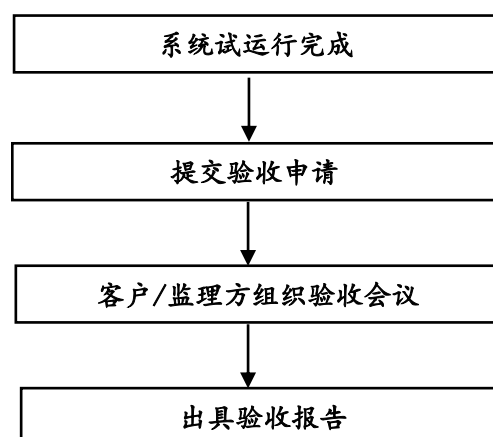 系统试运行完成
提交验收申请
客户/监理方组织验收会议
出具验收报告